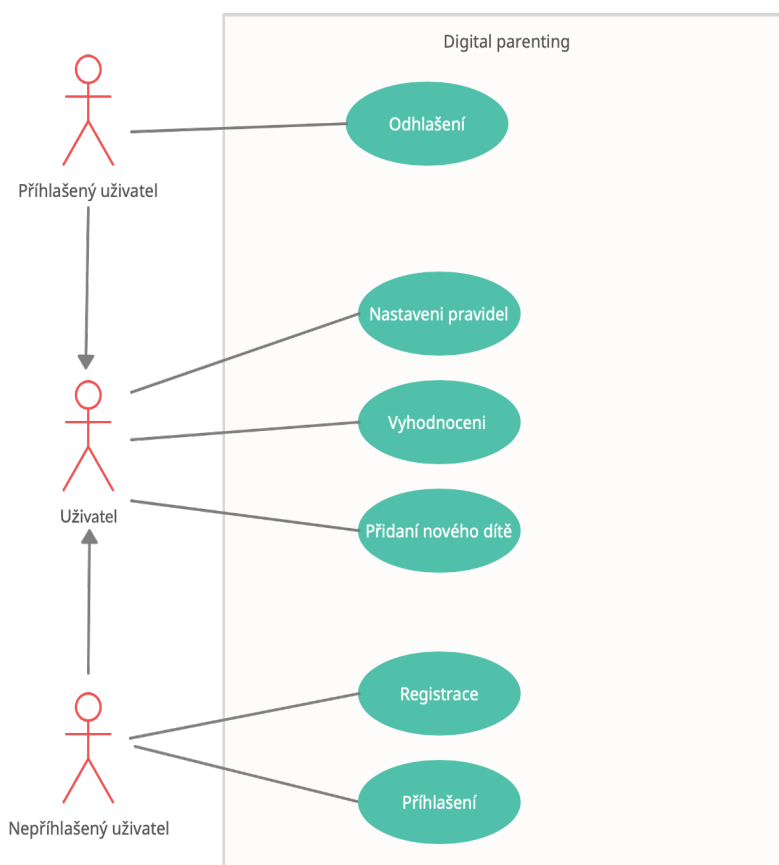 Digital parenting
Odhlašení
Příhlašený uživatel
Nastaveni pravidel
Vyhodnoceni
Uživatel
Přidaní nového dítě
Registrace
Příhlašení
Nepříhlašený uživatel